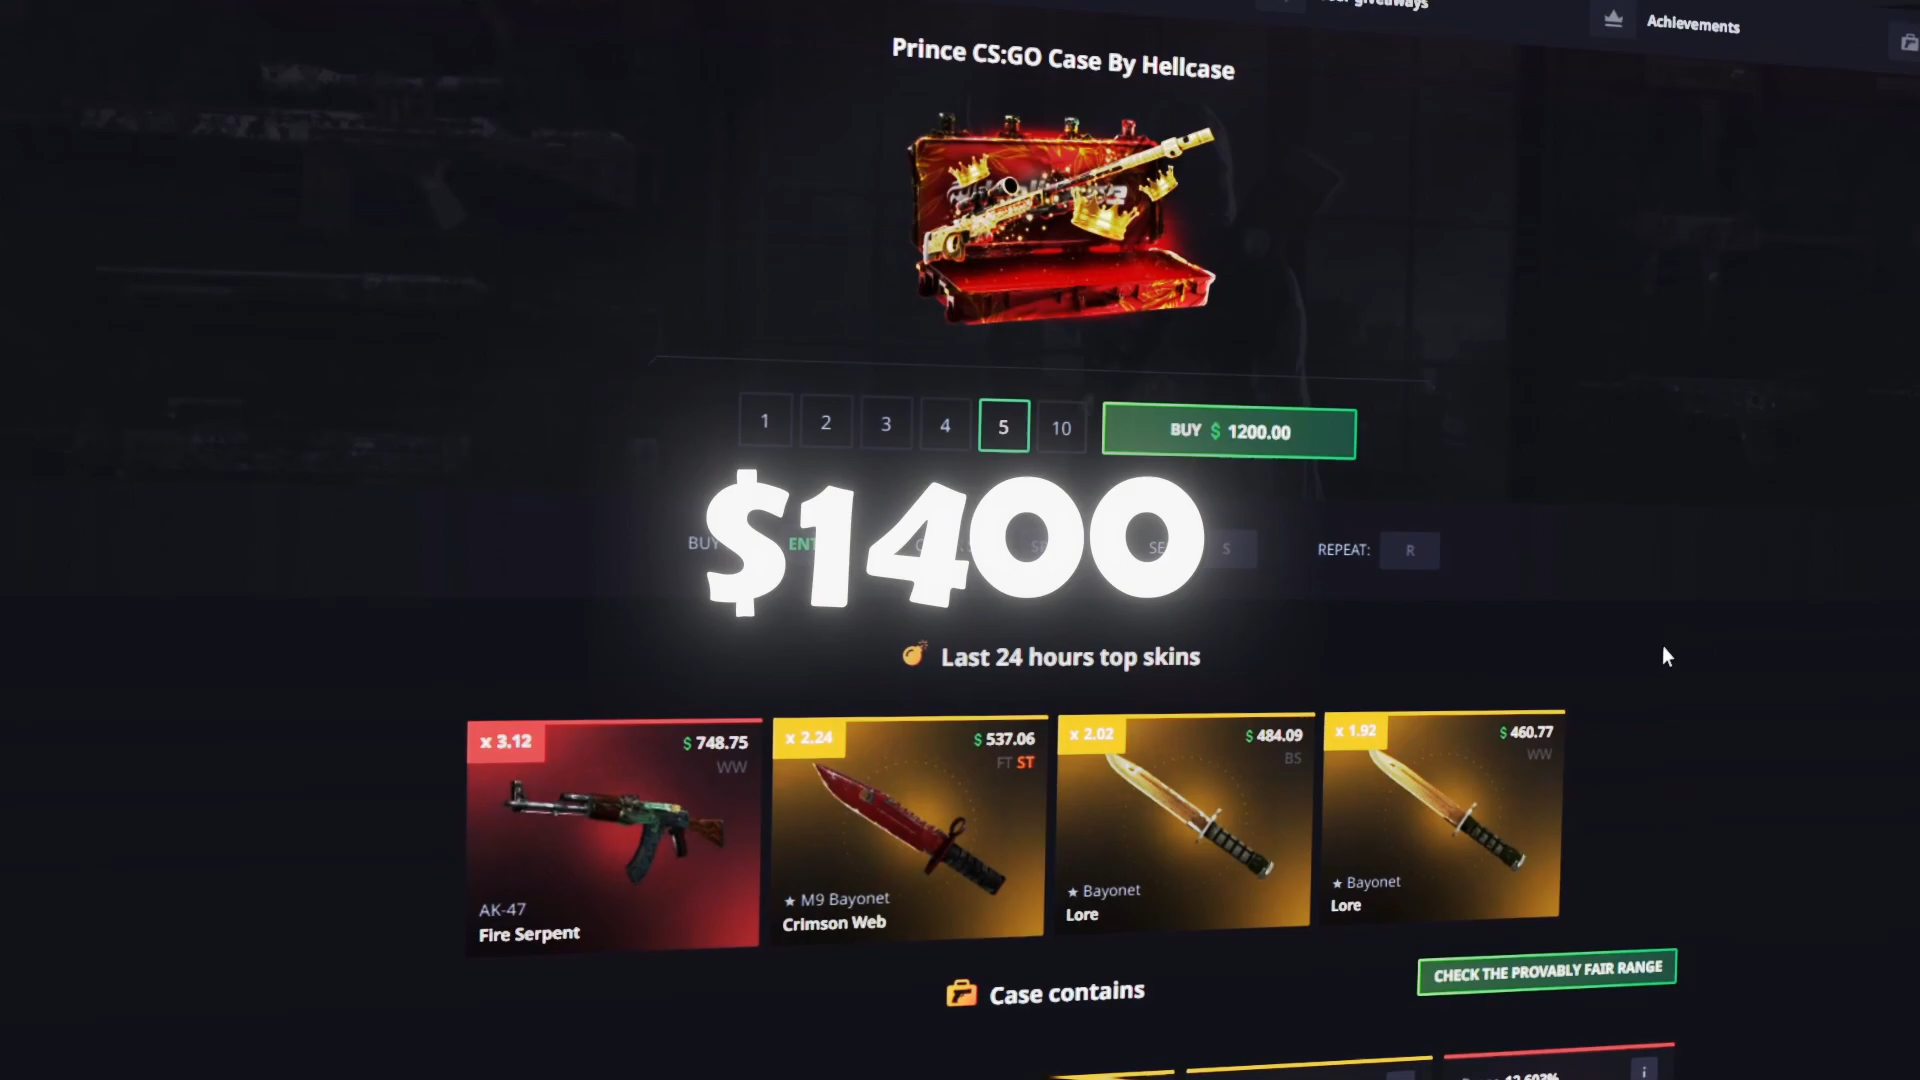 giveaways
Achievements
Prince CS:GO Case By Hellcase
1 2 3 4 5 10 BUY $ 1200.00
$1400
BUY REPEAT: R
S
Last 24 hours top skins
x 3.12 $ 748.75
WW
AK-47
Fire Serpent
x 2.24 $ 537.06
FT ST
★ M9 Bayonet
Crimson Web
x 2.02 $ 484.09
BS
★ Bayonet
Lore
x 1.92 $ 460.77
WW
★ Bayonet
Lore
Case contains
CHECK THE PROVABLY FAIR RANGE
i